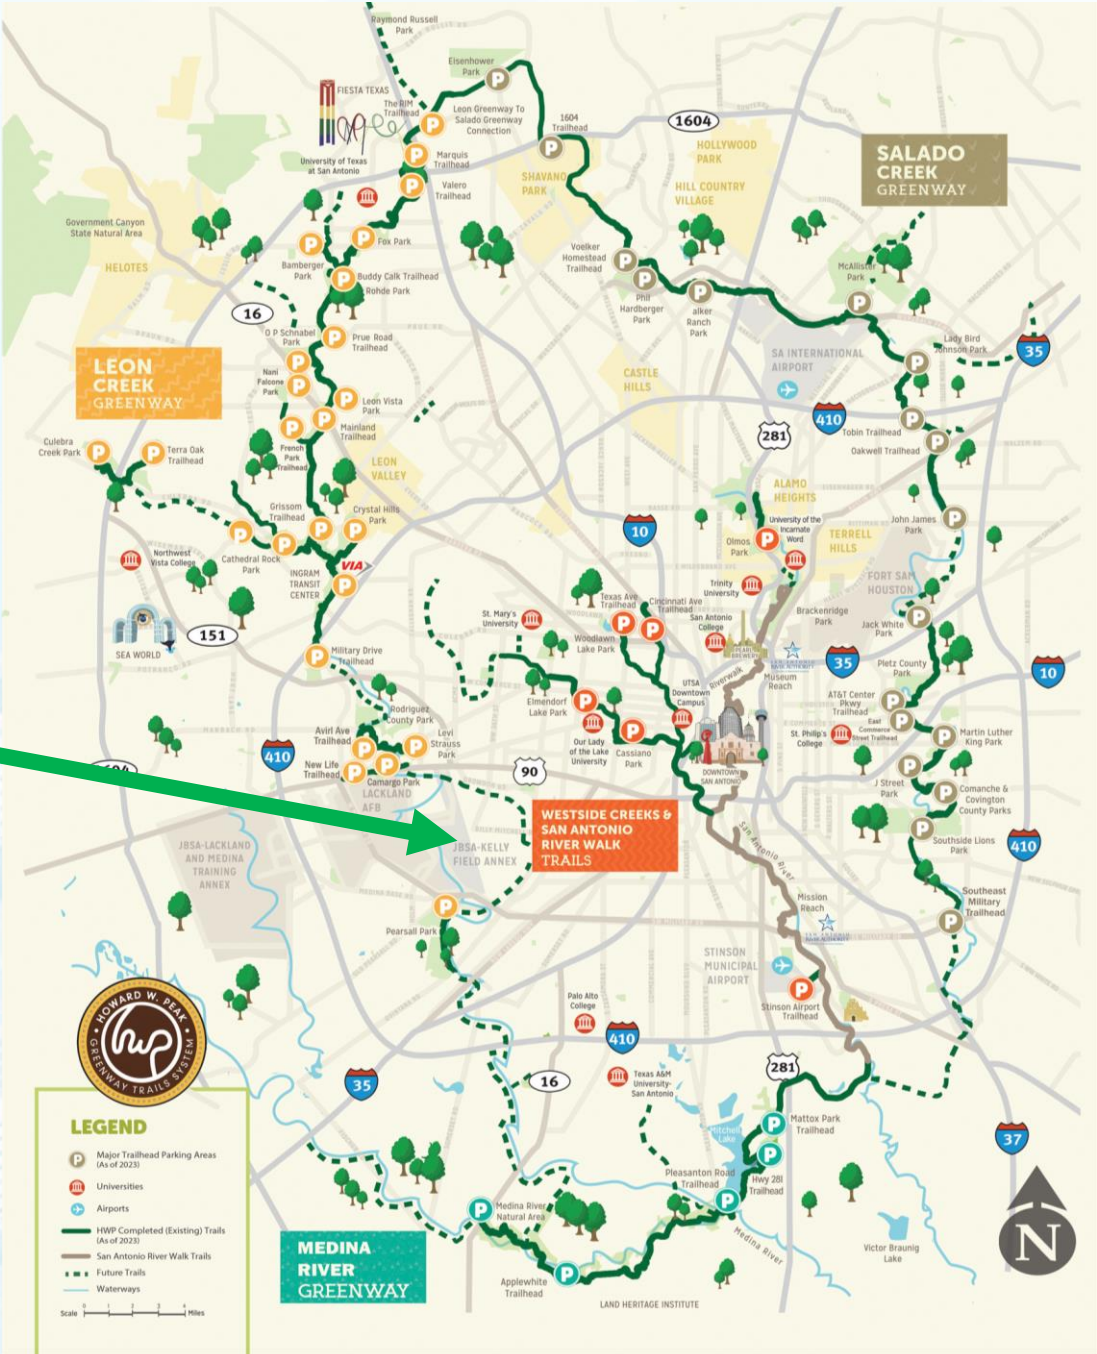 Raymond Russell
Park
Eisenhower
Park
FIESTA TEXAS
The RIM
Trailhead
Leon Greenway To
Salado Greenway
Connection
1604
Trailhead
1604
HOLLYWOOD
PARK
SALADO
CREEK
GREENWAY
University of Texas
at San Antonio
Marquis
Trailhead
Valero
Trailhead
SHAVANO
PARK
HILL COUNTRY
VILLAGE
Government Canyon
State Natural Area
HELOTES
Fox Park
Bamberger
Park
Buddy Calk Trailhead
Rohde Park
Voelker
Homestead
Trailhead
Phil
Hardberger
Park
alker
Ranch
Park
McAllister
Park
16
O P Schnabel
Park
Prue Road
Trailhead
Lady Bird
Johnson Park
35
SA INTERNATIONAL
AIRPORT
LEON
CREEK
GREENWAY
Nani
Falcone
Park
Leon Vista
Park
CASTLE
HILLS
410
281
Tobin Trailhead
Oakwell Trailhead
Mainland
Trailhead
French
Park
Trailhead
Culebra
Creek Park
Terra Oak
Trailhead
LEON
VALLEY
ALAMO
HEIGHTS
Grissom
Trailhead
Crystal Hills
Park
10
University of the
Incarnate
Word
Olmos
Park
TERRELL
HILLS
John James
Park
Cathedral Rock
Park
VIA
INGRAM
TRANSIT
CENTER
Northwest
Vista College
FORT SAM
HOUSTON
Trinity
University
Texas Ave
Trailhead
Cincinnati Ave
Trailhead
San Antonio
College
Brackenridge
Park
Jack White
Park
St. Mary's
University
Woodlawn
Lake Park
PEARL
BREWERY
SEA WORLD
151
Military Drive
Trailhead
Riverwalk
Museum
Reach
35
Pletz County
Park
10
UTSA
Downtown
Campus
Elmendorf
Lake Park
Rodriguez
County Park
AT&T Center
Pkwy
Trailhead
East
Commerce
Street Trailhead
St. Philip's
College
Martin Luther
King Park
Avirl Ave
Trailhead
Levi
Strauss
Park
Our Lady
of the Lake
University
Cassiano
Park
DOWNTOWN
SAN ANTONIO
410
New Life
Trailhead
Camargo Park
90
J Street
Park
Comanche &
Covington
County Parks
LACKLAND
AFB
WESTSIDE CREEKS &
SAN ANTONIO
RIVER WALK
TRAILS
San Antonio River
Southside Lions
Park
410
JBSA-LACKLAND
AND MEDINA
TRAINING
ANNEX
JBSA-KELLY
FIELD ANNEX
Mission
Reach
Southeast
Military
Trailhead
Pearsall Park
STINSON
MUNICIPAL
AIRPORT
Palo Alto
College
Stinson Airport
Trailhead
HOWARD W. PEAK
hwp
GREENWAY TRAILS SYSTEM
410
281
35
16
Texas A&M
University-
San Antonio
Mattox Park
Trailhead
37
Mitchell
Lake
Pleasanton Road
Trailhead
Hwy 281
Trailhead
Medina River
Natural Area
Medina River
Victor Braunig
Lake
N
MEDINA
RIVER
GREENWAY
Applewhite
Trailhead
LAND HERITAGE INSTITUTE
LEGEND
Major Trailhead Parking Areas
(As of 2023)
Universities
Airports
HWP Completed (Existing) Trails
(As of 2023)
San Antonio River Walk Trails
Future Trails
Waterways
Scale 0 1 2 3 4 Miles